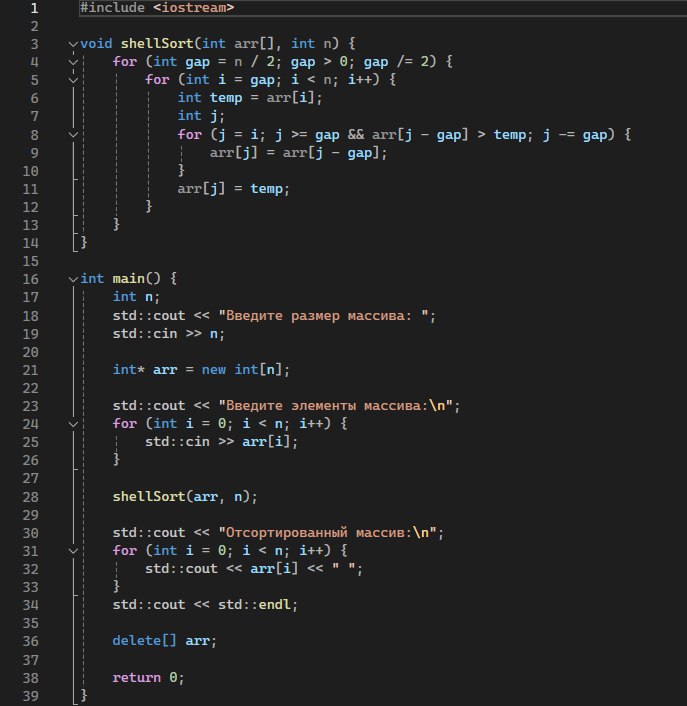 1 #include <iostream>
2
3 void shellSort(int arr[], int n) {
4     for (int gap = n / 2; gap > 0; gap /= 2) {
5         for (int i = gap; i < n; i++) {
6             int temp = arr[i];
7             int j;
8             for (j = i; j >= gap && arr[j - gap] > temp; j -= gap) {
9                 arr[j] = arr[j - gap];
10             }
11             arr[j] = temp;
12         }
13     }
14 }
15
16 int main() {
17     int n;
18     std::cout << "Введите размер массива: ";
19     std::cin >> n;
20
21     int* arr = new int[n];
22
23     std::cout << "Введите элементы массива:\n";
24     for (int i = 0; i < n; i++) {
25         std::cin >> arr[i];
26     }
27
28     shellSort(arr, n);
29
30     std::cout << "Отсортированный массив:\n";
31     for (int i = 0; i < n; i++) {
32         std::cout << arr[i] << " ";
33     }
34     std::cout << std::endl;
35
36     delete[] arr;
37
38     return 0;
39 }